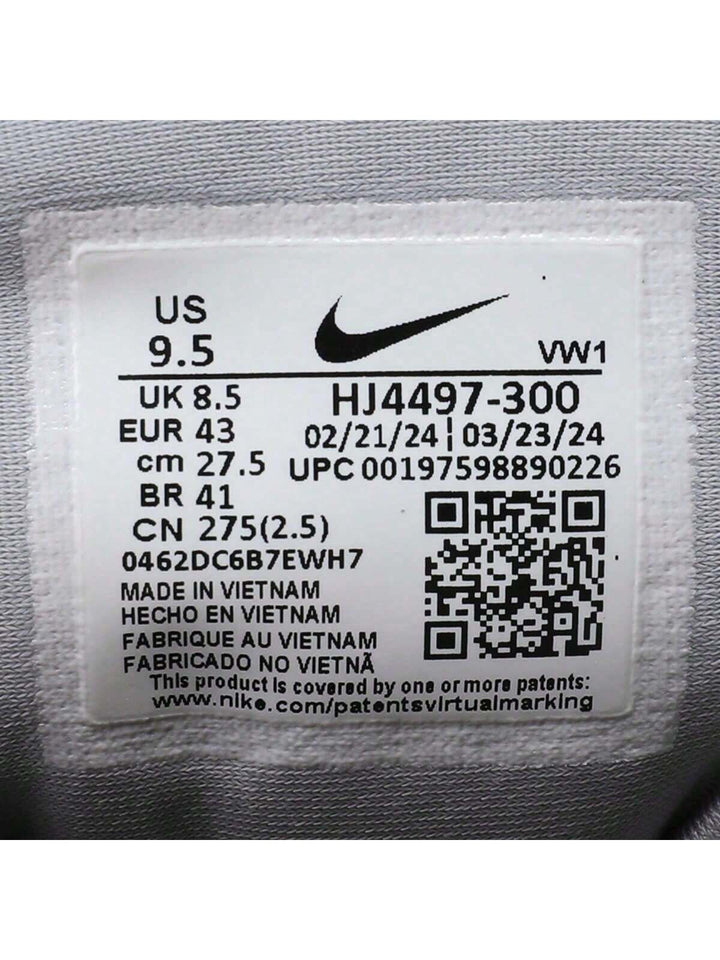 US
9.5
VW1
UK 8.5
HJ4497-300
EUR 43
02/21/24 | 03/23/24
cm 27.5
UPC 00197598890226
BR 41
CN 275(2.5)
0462DC6B7EWH7
MADE IN VIETNAM
HECHO EN VIETNAM
FABRIQUE AU VIETNAM
FABRICADO NO VIETNÃ
This product is covered by one or more patents:
www.nike.com/patentsvirtualmarking